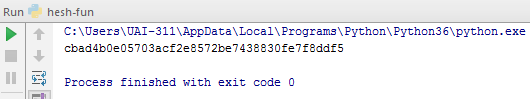 Run hesh-fun
C:\Users\UAI-311\AppData\Local\Programs\Python\Python36\python.exe
cbad4b0e05703acf2e8572be7438830fe7f8ddf5
Process finished with exit code 0